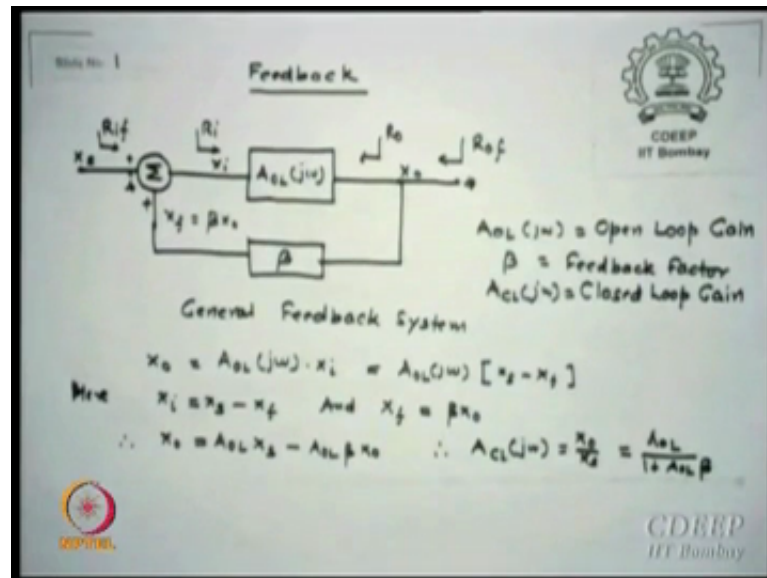 Slide No: 1
Feedback
CDEEP
IIT Bombay
Rif
Ri
Ro
Rof
xs
+
Σ
xi
AOL(jω)
xo
+
xf = βxo
β
AOL(jω) = Open Loop Gain
β = Feedback Factor
ACL(jω) = Closed Loop Gain
General Feedback System
xo = AOL(jω)·xi = AOL(jω) [xs - xf]
Here xi = xs - xf And xf = βxo
∴ xo = AOL xs - AOL β xo ∴ ACL(jω) = xo/xs = AOL/(1 + AOL β)
NPTEL
CDEEP
IIT Bombay